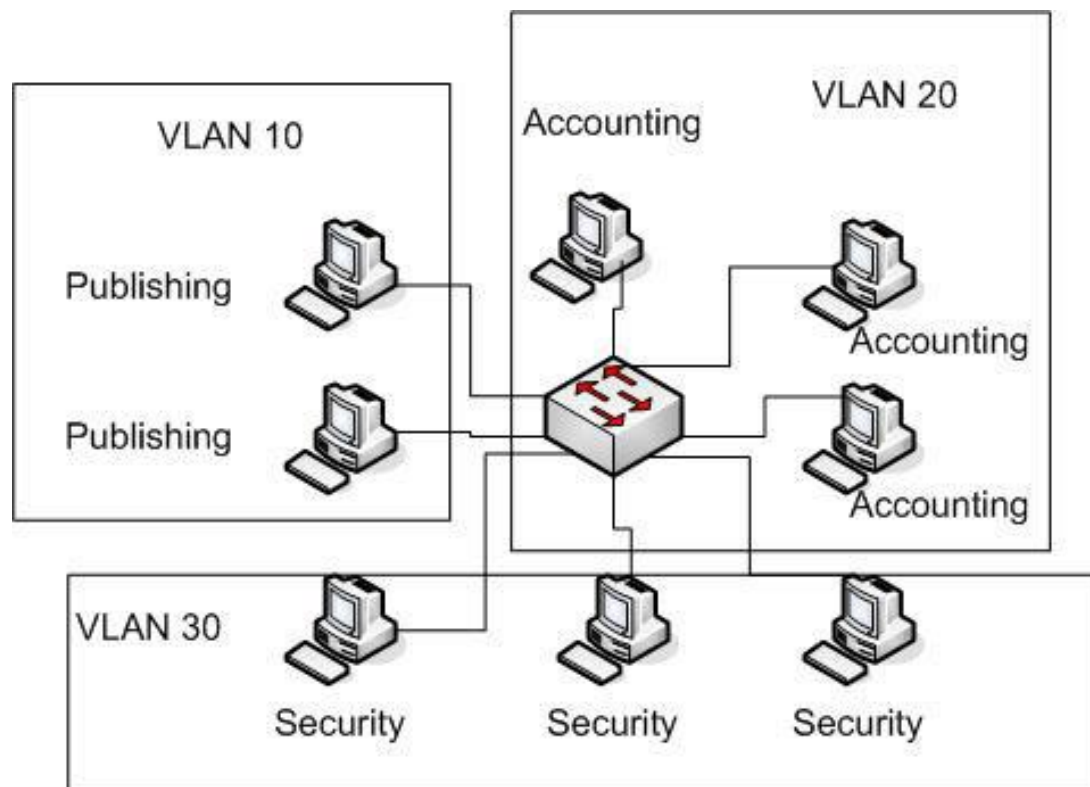 VLAN 10
Publishing
Publishing
Accounting
VLAN 20
Accounting
Accounting
VLAN 30
Security
Security
Security